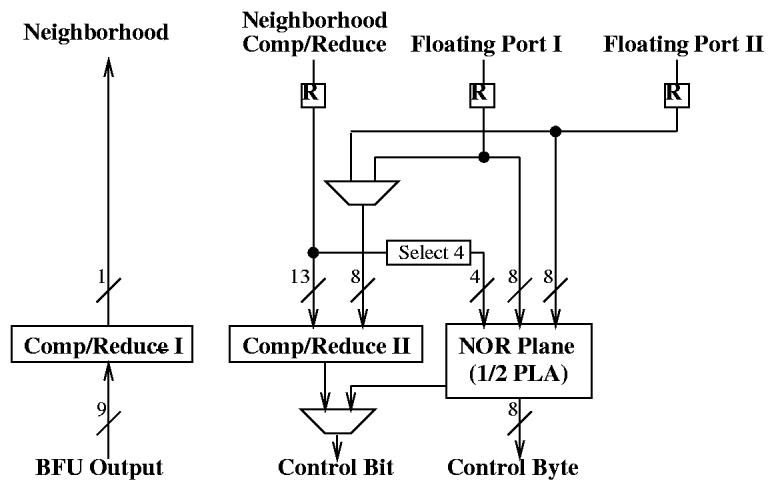 Neighborhood
Neighborhood
Comp/Reduce
Floating Port I
Floating Port II
R
R
R
Select 4
1
13
8
4
8
8
Comp/Reduce I
Comp/Reduce II
NOR Plane
(1/2 PLA)
9
8
BFU Output
Control Bit
Control Byte